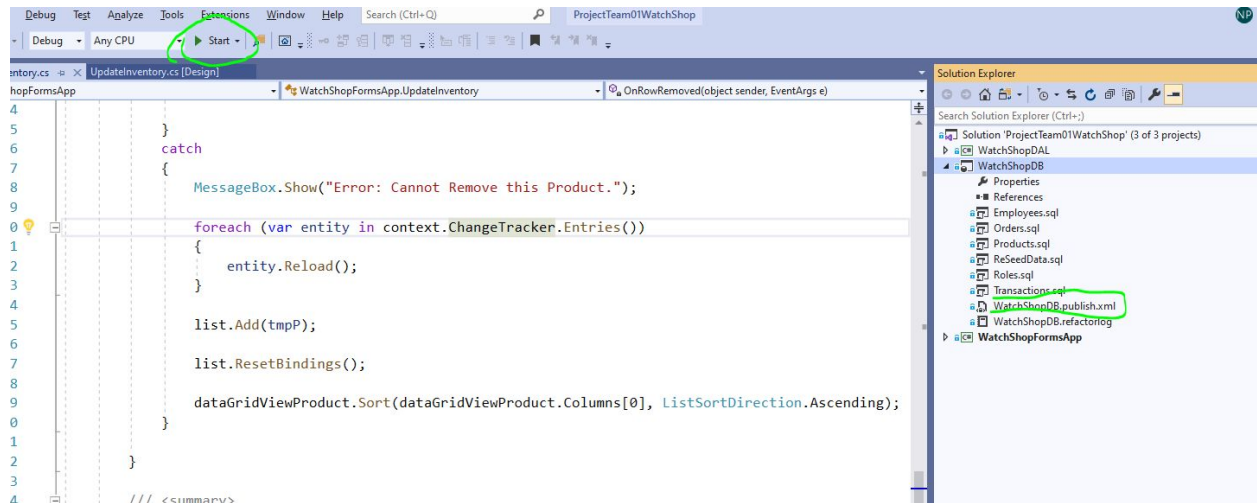 Debug Test Analyze Tools Extensions Window Help Search (Ctrl+Q) ProjectTeam01WatchShop NP
Debug Any CPU Start
entory.cs UpdateInventory.cs [Design]
hopFormsApp WatchShopFormsApp.UpdateInventory OnRowRemoved(object sender, EventArgs e)
4
5 }
6 catch
7 {
8 MessageBox.Show("Error: Cannot Remove this Product.");
9
0 foreach (var entity in context.ChangeTracker.Entries())
1 {
2 entity.Reload();
3 }
4
5 list.Add(tmpP);
6
7 list.ResetBindings();
8
9 dataGridViewProduct.Sort(dataGridViewProduct.Columns[0], ListSortDirection.Ascending);
0 }
1
2 }
3
4 /// <summary>
Solution Explorer
Search Solution Explorer (Ctrl+;)
Solution 'ProjectTeam01WatchShop' (3 of 3 projects)
WatchShopDAL
WatchShopDB
Properties
References
Employees.sql
Orders.sql
Products.sql
ReSeedData.sql
Roles.sql
Transactions.sql
WatchShopDB.publish.xml
WatchShopDB.refactorlog
WatchShopFormsApp